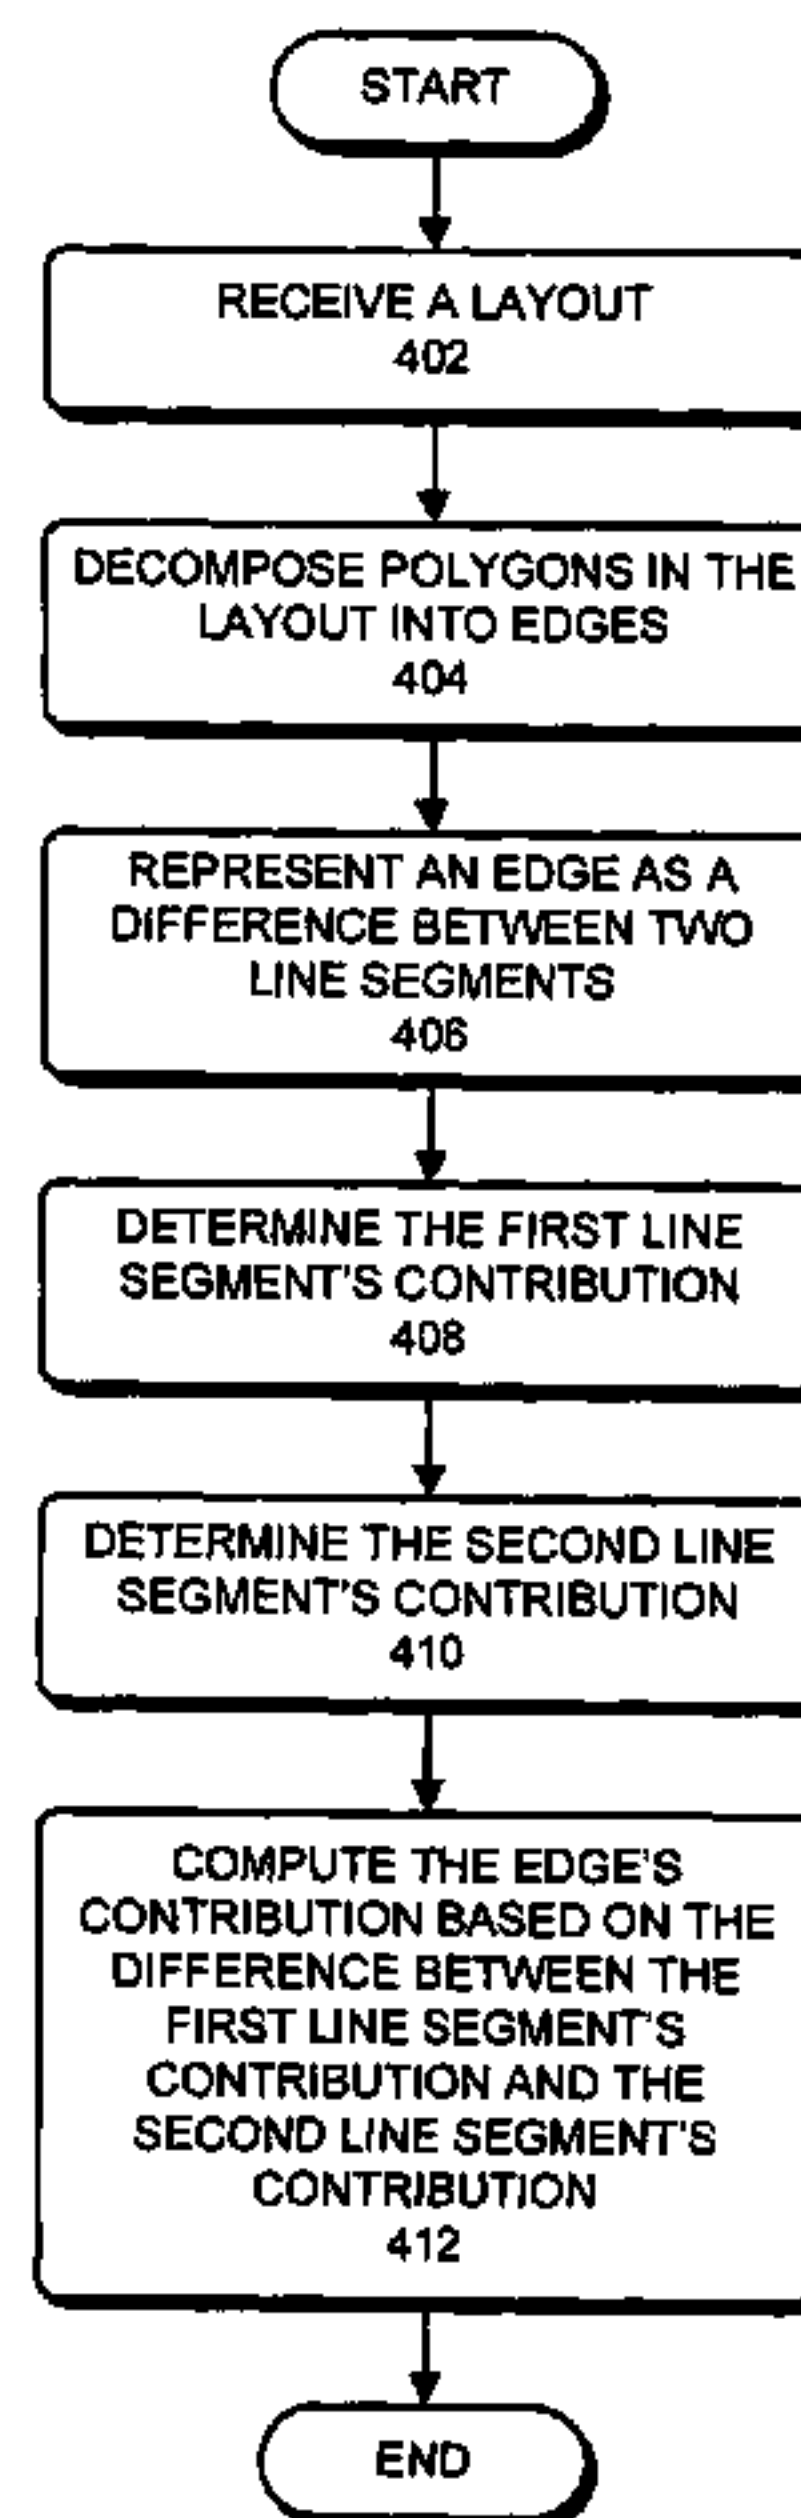 START
RECEIVE A LAYOUT
402
DECOMPOSE POLYGONS IN THE
LAYOUT INTO EDGES
404
REPRESENT AN EDGE AS A
DIFFERENCE BETWEEN TWO
LINE SEGMENTS
406
DETERMINE THE FIRST LINE
SEGMENT'S CONTRIBUTION
408
DETERMINE THE SECOND LINE
SEGMENT'S CONTRIBUTION
410
COMPUTE THE EDGE'S
CONTRIBUTION BASED ON THE
DIFFERENCE BETWEEN THE
FIRST LINE SEGMENT'S
CONTRIBUTION AND THE
SECOND LINE SEGMENT'S
CONTRIBUTION
412
END